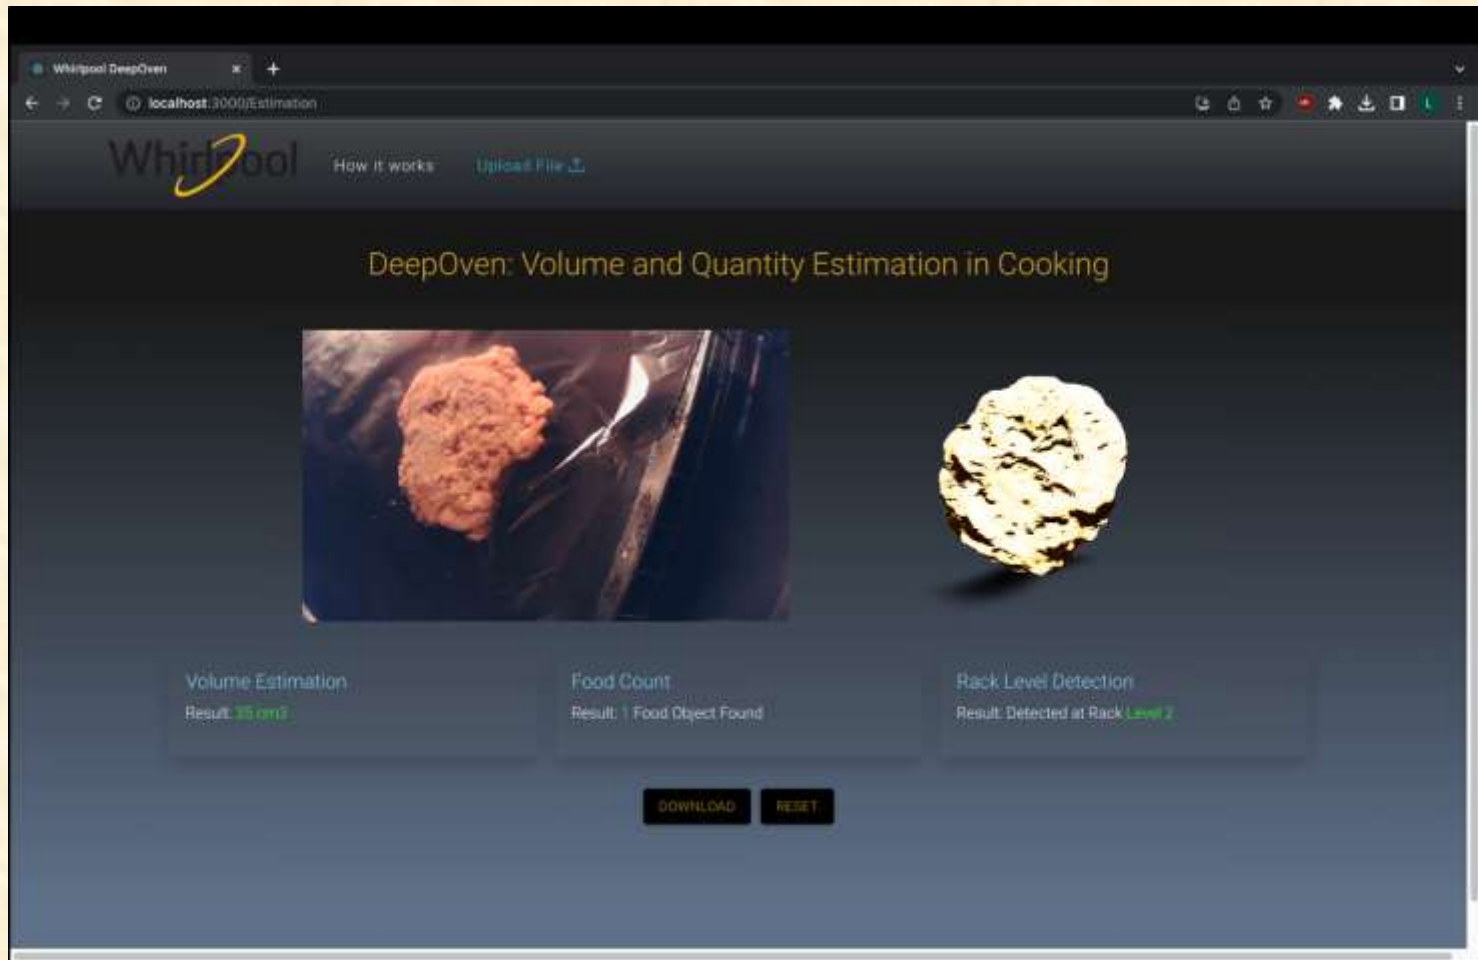 Whirlpool DeepOven
localhost:3000/Estimation
Whirlpool
How it works
Upload File
DeepOven: Volume and Quantity Estimation in Cooking
Volume Estimation
Result: 35 cm3
Food Count
Result: 1 Food Object Found
Rack Level Detection
Result: Detected at Rack Level 2
DOWNLOAD
RESET